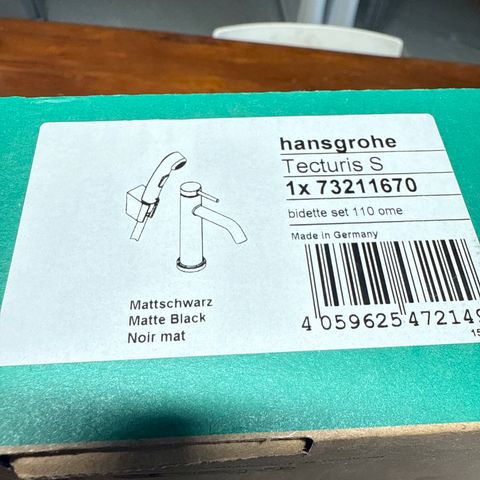 hansgrohe
Tecturis S
1x 73211670
bidette set 110 ome
Made in Germany
4 059625 47214
15
Mattschwarz
Matte Black
Noir mat